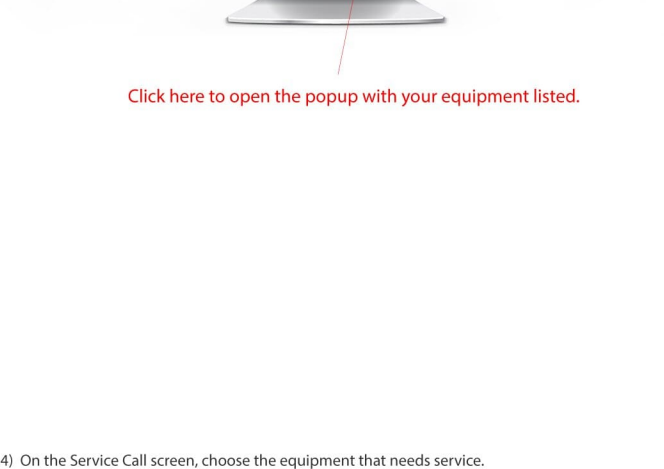 Click here to open the popup with your equipment listed.
4) On the Service Call screen, choose the equipment that needs service.